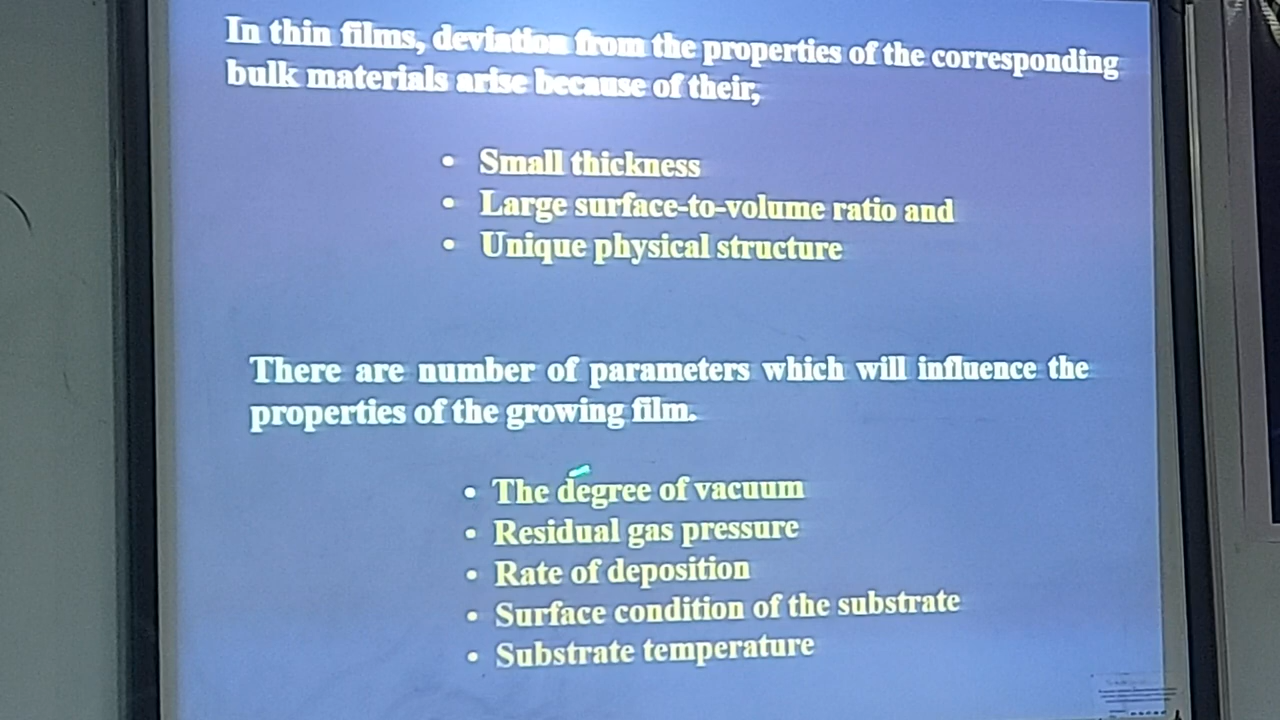 In thin films, deviation from the properties of the corresponding
bulk materials arise because of their,
• Small thickness
• Large surface-to-volume ratio and
• Unique physical structure
There are number of parameters which will influence the
properties of the growing film.
• The degree of vacuum
• Residual gas pressure
• Rate of deposition
• Surface condition of the substrate
• Substrate temperature